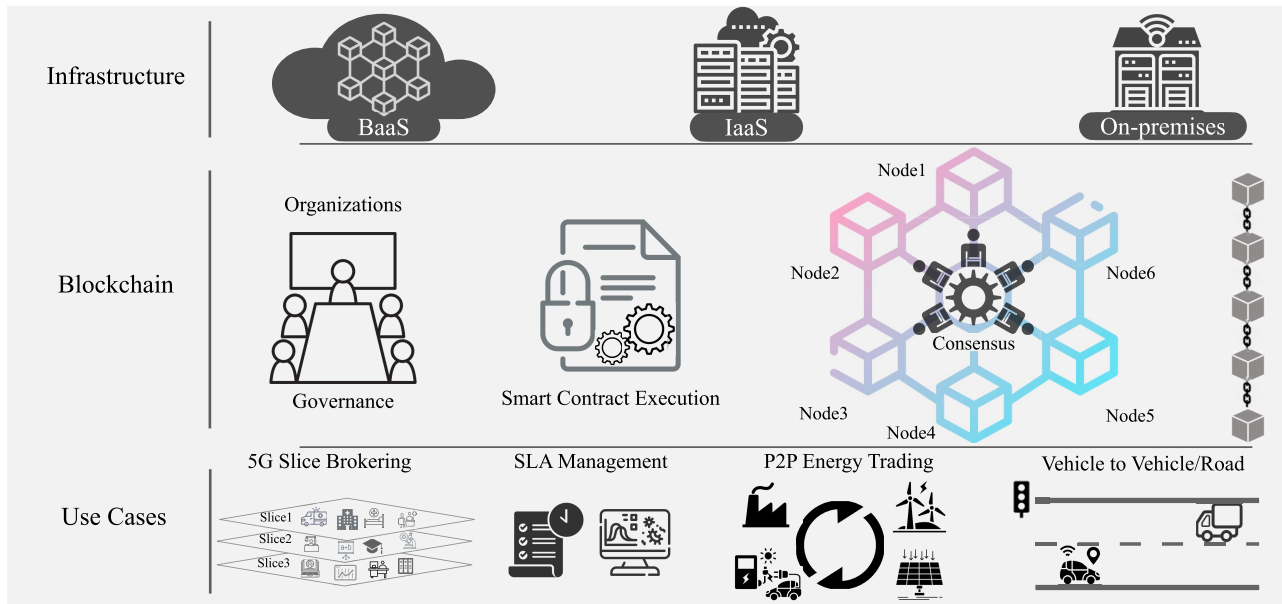 Infrastructure
BaaS
IaaS
On-premises
Blockchain
Organizations
Governance
Smart Contract Execution
Node1
Node2
Node6
Consensus
Node3
Node4
Node5
Use Cases
5G Slice Brokering
Slice1
Slice2
Slice3
SLA Management
P2P Energy Trading
Vehicle to Vehicle/Road